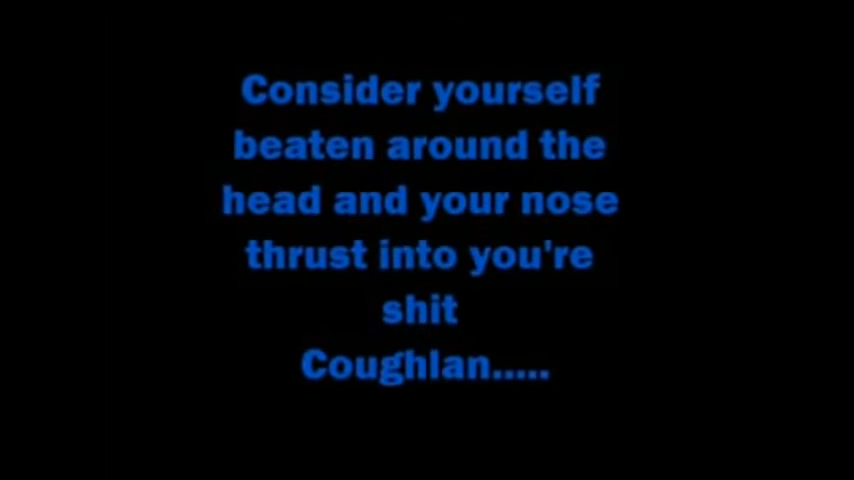 Consider yourself
beaten around the
head and your nose
thrust into you're
shit
Coughlan.....